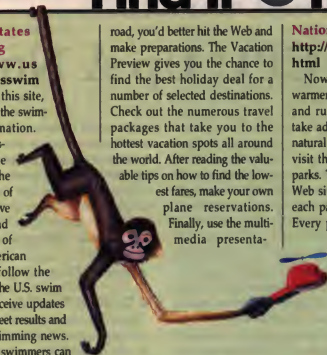 tates
g
w.us
sswim
this site,
the swim-
nation.
s-
e
the
of
ve
nd
of
erican
follow the
he U.S. swim
ceive updates
eet results and
imming news.
swimmers can
road, you'd better hit the Web and
make preparations. The Vacation
Preview gives you the chance to
find the best holiday deal for a
number of selected destinations.
Check out the numerous travel
packages that take you to the
hottest vacation spots all around
the world. After reading the valu-
able tips on how to find the low-
est fares, make your own
plane reservations.
Finally, use the multi-
media presenta-
Nation
http:/
html
Now
warmer
and ru
take ad
natural
visit th
parks. 
Web si
each pa
Every p